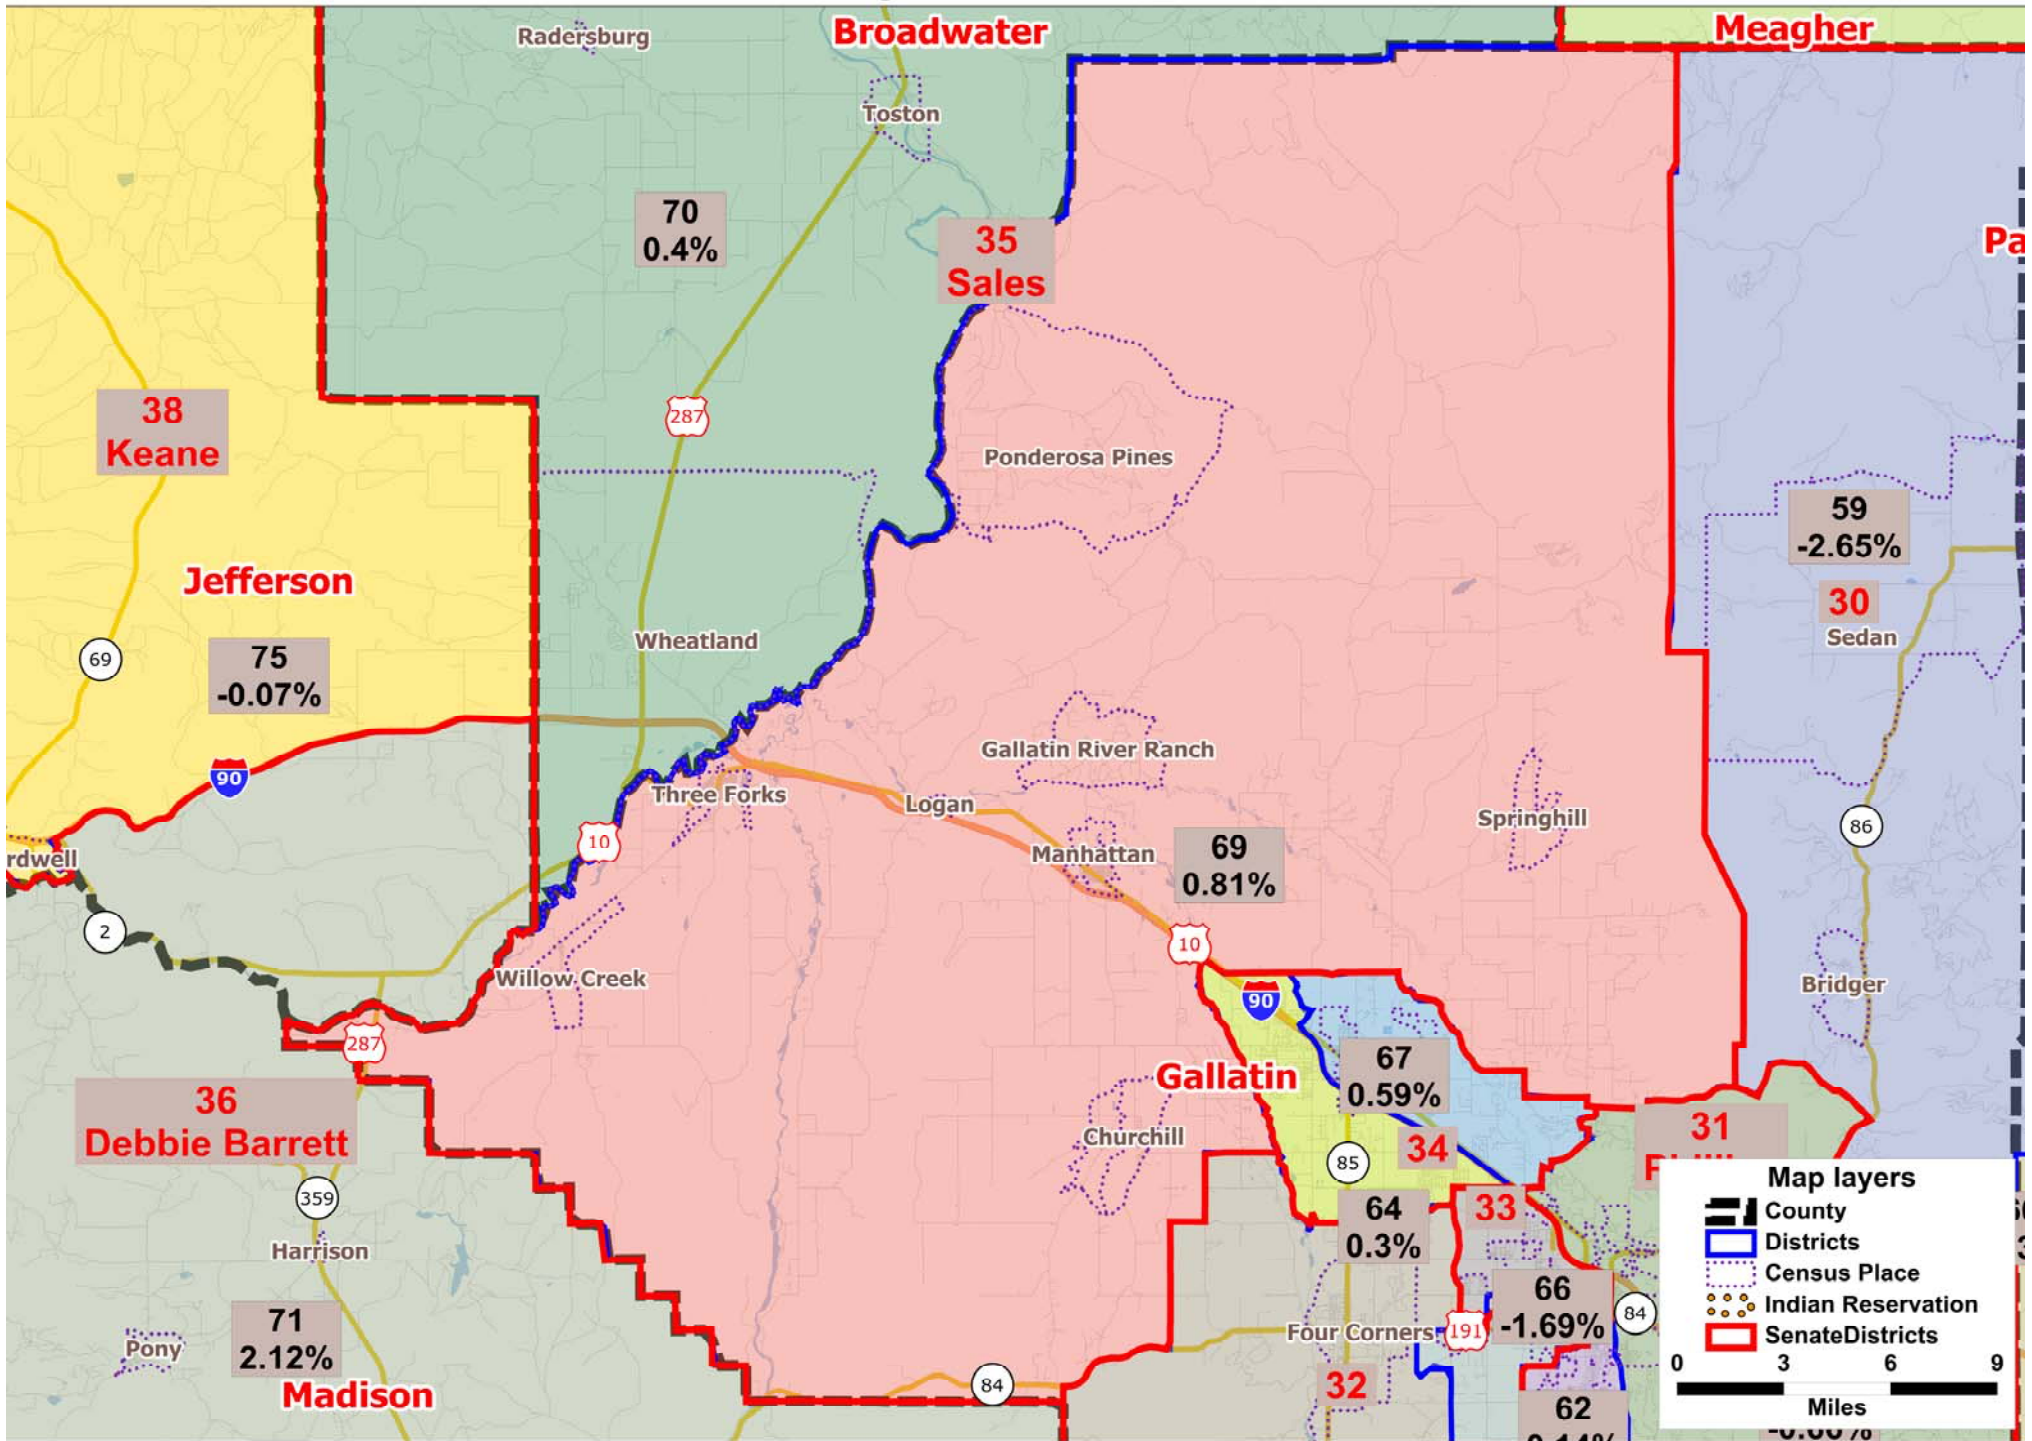 Radersburg
Broadwater
Meagher
Toston
70
0.4%
35
Sales
Pa
38
Keane
287
Ponderosa Pines
59
-2.65%
Jefferson
30
Sedan
Wheatland
69
75
-0.07%
Gallatin River Ranch
90
Three Forks
Logan
Springhill
86
10
Manhattan
69
0.81%
rdwell
2
10
Willow Creek
Bridger
90
287
Gallatin
67
0.59%
36
Debbie Barrett
Churchill
34
31
85
359
64
0.3%
33
Harrison
66
-1.69%
84
71
2.12%
Pony
Four Corners
191
Madison
84
32
62
Map layers
County
Districts
Census Place
Indian Reservation
SenateDistricts
0 3 6 9
Miles